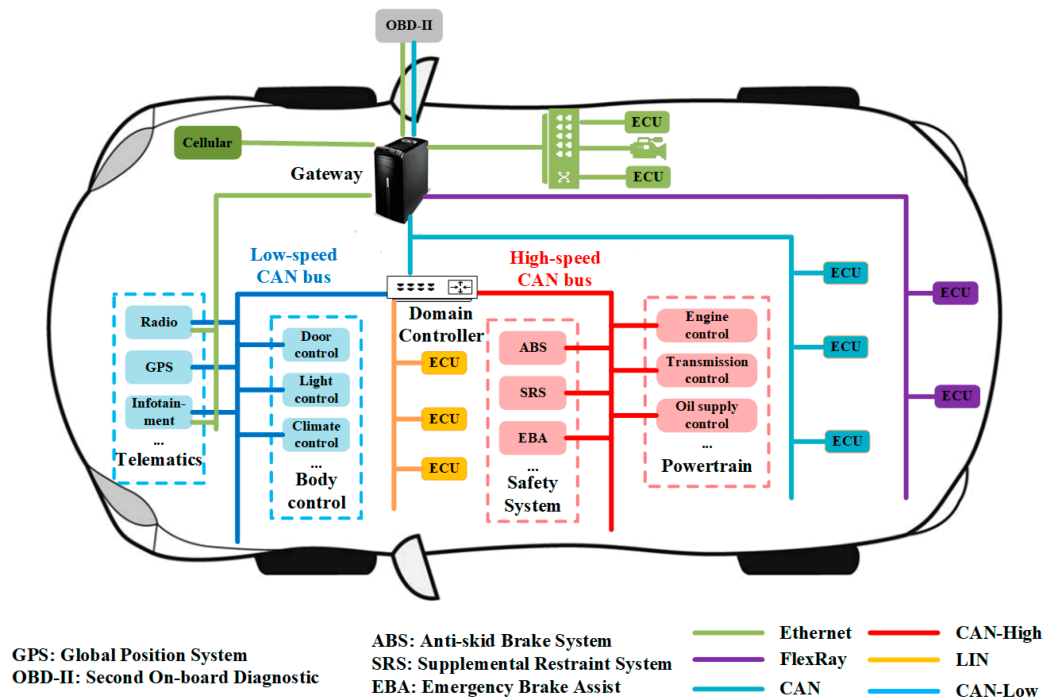 OBD-II
Cellular
Gateway
ECU
ECU
Low-speed
CAN bus
High-speed
CAN bus
Domain
Controller
Radio
GPS
Infotain-
ment
...
Telematics
Door
control
Light
control
Climate
control
...
Body
control
ECU
ECU
ECU
ABS
SRS
EBA
...
Safety
System
Engine
control
Transmission
control
Oil supply
control
...
Powertrain
ECU
ECU
ECU
ECU
ECU
GPS: Global Position System
OBD-II: Second On-board Diagnostic
ABS: Anti-skid Brake System
SRS: Supplemental Restraint System
EBA: Emergency Brake Assist
Ethernet
FlexRay
CAN
CAN-High
LIN
CAN-Low